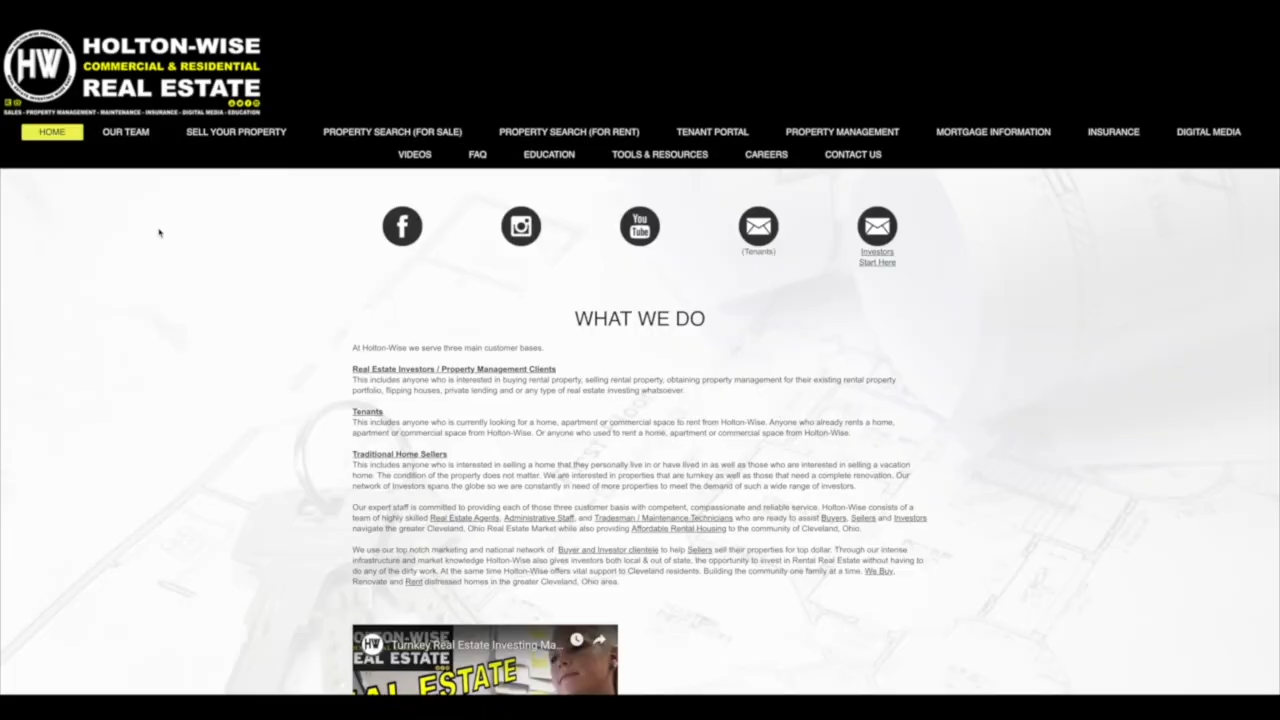 HW
HOLTON-WISE
COMMERCIAL & RESIDENTIAL
REAL ESTATE
SALES - PROPERTY MANAGEMENT - MAINTENANCE - INSURANCE - DIGITAL MEDIA - EDUCATION
HOME OUR TEAM SELL YOUR PROPERTY PROPERTY SEARCH (FOR SALE) PROPERTY SEARCH (FOR RENT) TENANT PORTAL PROPERTY MANAGEMENT MORTGAGE INFORMATION INSURANCE DIGITAL MEDIA
VIDEOS FAQ EDUCATION TOOLS & RESOURCES CAREERS CONTACT US
You
Tube
(Tenants)
Investors
Start Here
WHAT WE DO
At Holton-Wise we serve three main customer bases.
Real Estate Investors / Property Management Clients
This includes anyone who is interested in buying rental property, selling rental property, obtaining property management for their existing rental property
portfolio, flipping houses, private lending and or any type of real estate investing whatsoever.
Tenants
This includes anyone who is currently looking for a home, apartment or commercial space to rent from Holton-Wise. Anyone who already rents a home,
apartment or commercial space from Holton-Wise. Or anyone who used to rent a home, apartment or commercial space from Holton-Wise.
Traditional Home Sellers
This includes anyone who is interested in selling a home that they personally live in or have lived in as well as those who are interested in selling a vacation
home. The condition of the property does not matter. We are interested in properties that are turnkey as well as those that need a complete renovation. Our
network of Investors spans the globe so we are constantly in need of more properties to meet the demand of such a wide range of investors.
Our expert staff is committed to providing each of those three customer basis with competent, compassionate and reliable service. Holton-Wise consists of a
team of highly skilled Real Estate Agents, Administrative Staff, and Tradesman / Maintenance Technicians who are ready to assist Buyers, Sellers and Investors
navigate the greater Cleveland, Ohio Real Estate Market while also providing Affordable Rental Housing to the community of Cleveland, Ohio.
We use our top notch marketing and national network of Buyer and Investor clientele to help Sellers sell their properties for top dollar. Through our intense
infrastructure and market knowledge Holton-Wise also gives investors both local & out of state, the opportunity to invest in Rental Real Estate without having to
do any of the dirty work. At the same time Holton-Wise offers vital support to Cleveland residents. Building the community one family at a time. We Buy,
Renovate and Rent distressed homes in the greater Cleveland, Ohio area.
HW Turnkey Real Estate Investing Ma...
HOLTON-WISE
EAL ESTATE
AL ESTATE